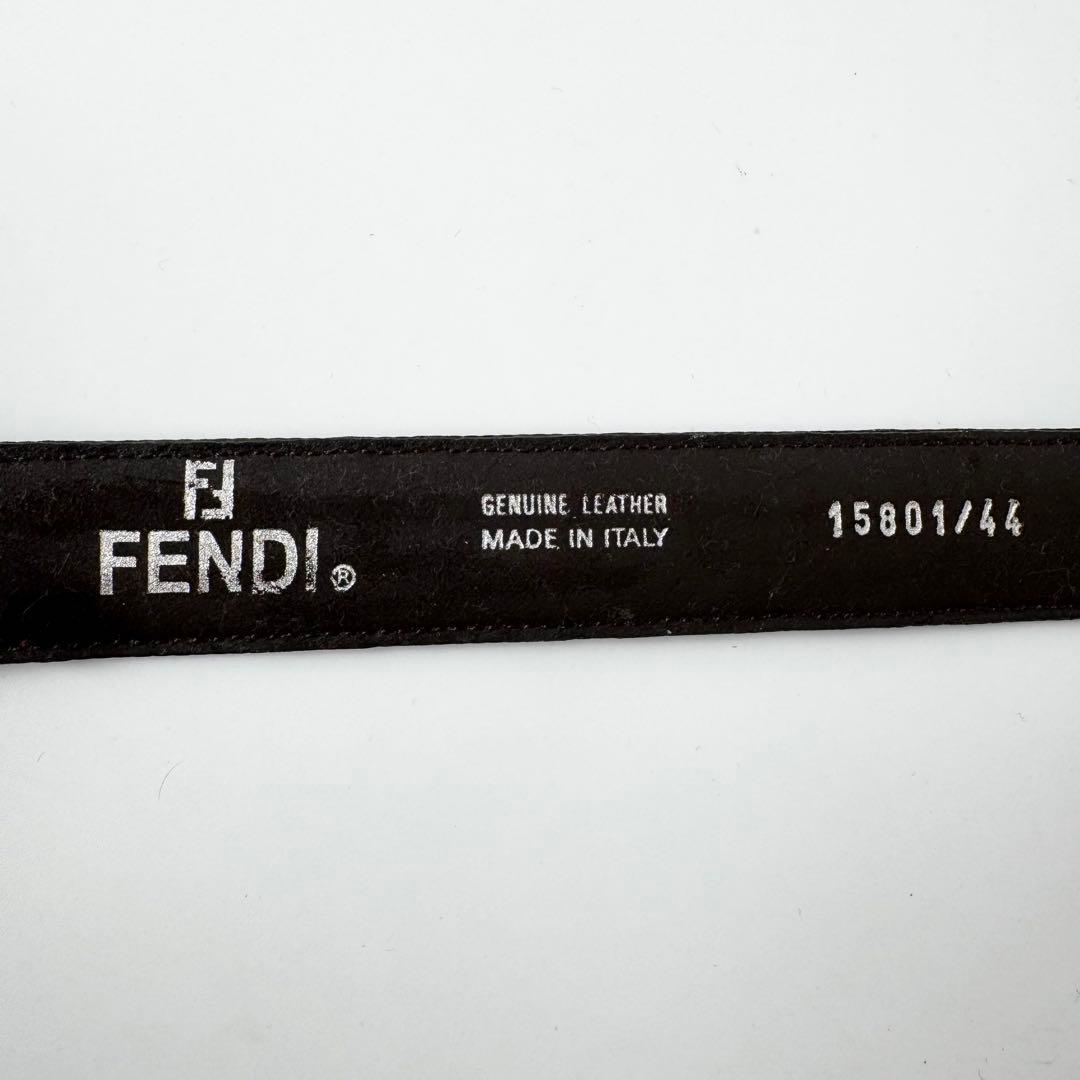 FF
FENDI®
GENUINE LEATHER
MADE IN ITALY
15801/44